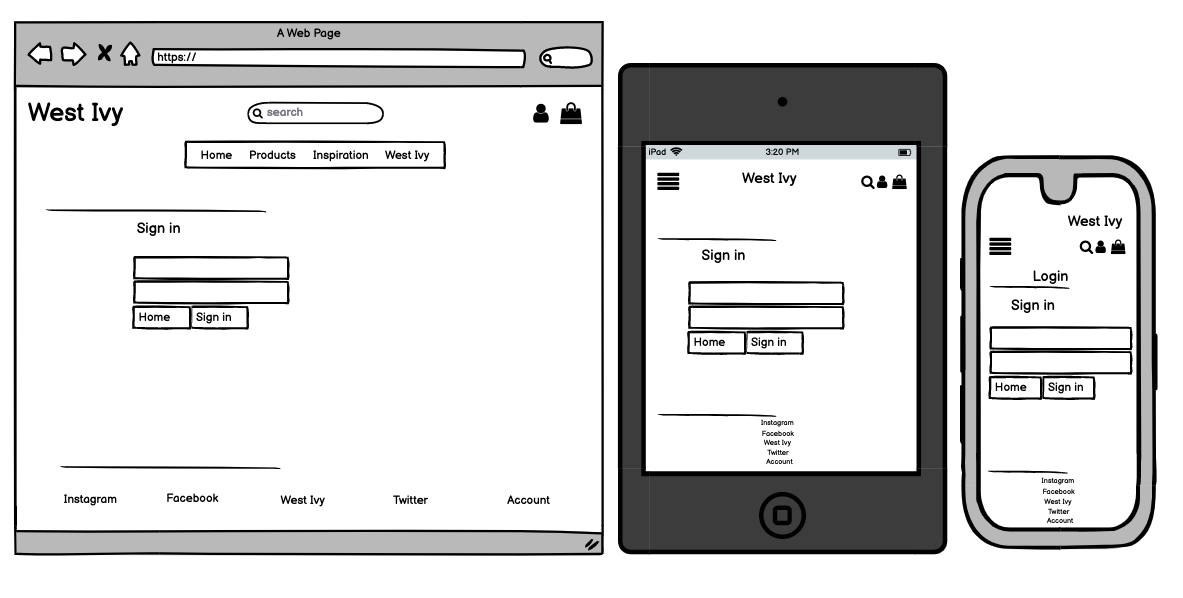 A Web Page
https://
West Ivy
search
Home Products Inspiration West Ivy
Sign in
Home Sign in
Instagram Facebook West Ivy Twitter Account
iPad 3:20 PM
West Ivy
Sign in
Home Sign in
Instagram
Facebook
West Ivy
Twitter
Account
West Ivy
Login
Sign in
Home Sign in
Instagram
Facebook
West Ivy
Twitter
Account